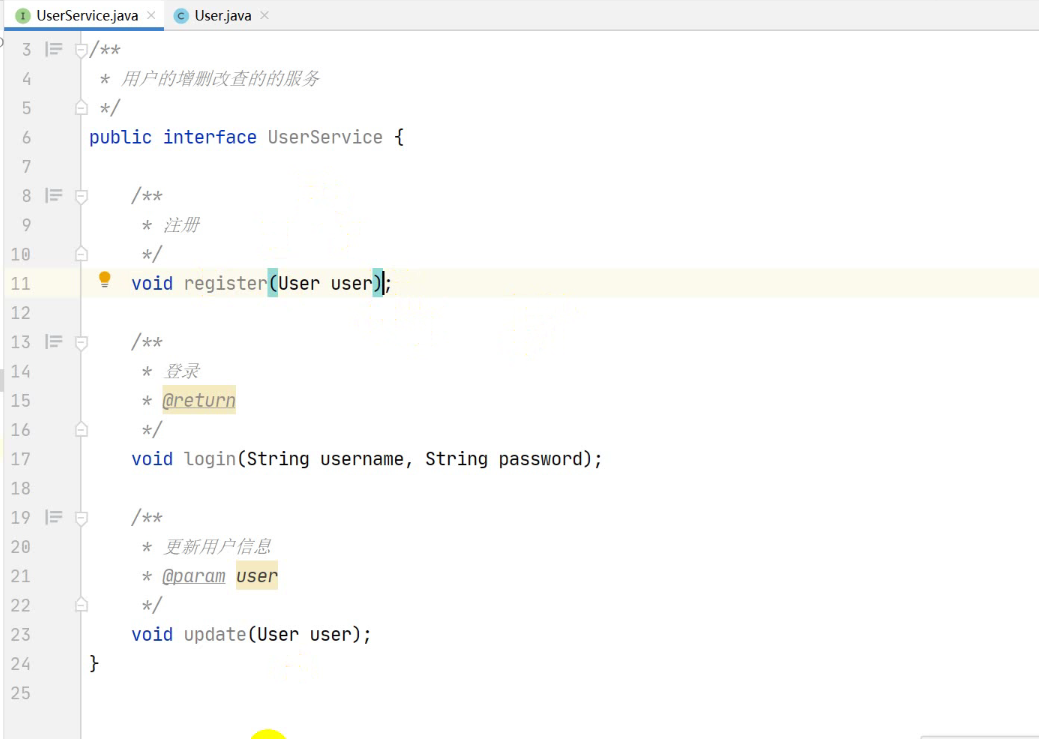 UserService.java
User.java
3 /**
4 * 用户的增删改查的的服务
5 */
6 public interface UserService {
7
8 /**
9 * 注册
10 */
11 void register(User user);
12
13 /**
14 * 登录
15 * @return
16 */
17 void login(String username, String password);
18
19 /**
20 * 更新用户信息
21 * @param user
22 */
23 void update(User user);
24 }
25